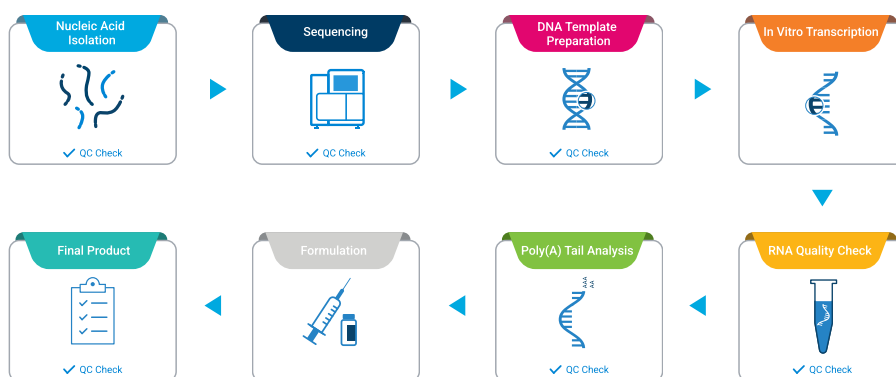 Nucleic Acid
Isolation
QC Check
Sequencing
QC Check
DNA Template
Preparation
QC Check
In Vitro Transcription
RNA Quality Check
QC Check
Poly(A) Tail Analysis
AAA
AA
QC Check
Formulation
Final Product
QC Check